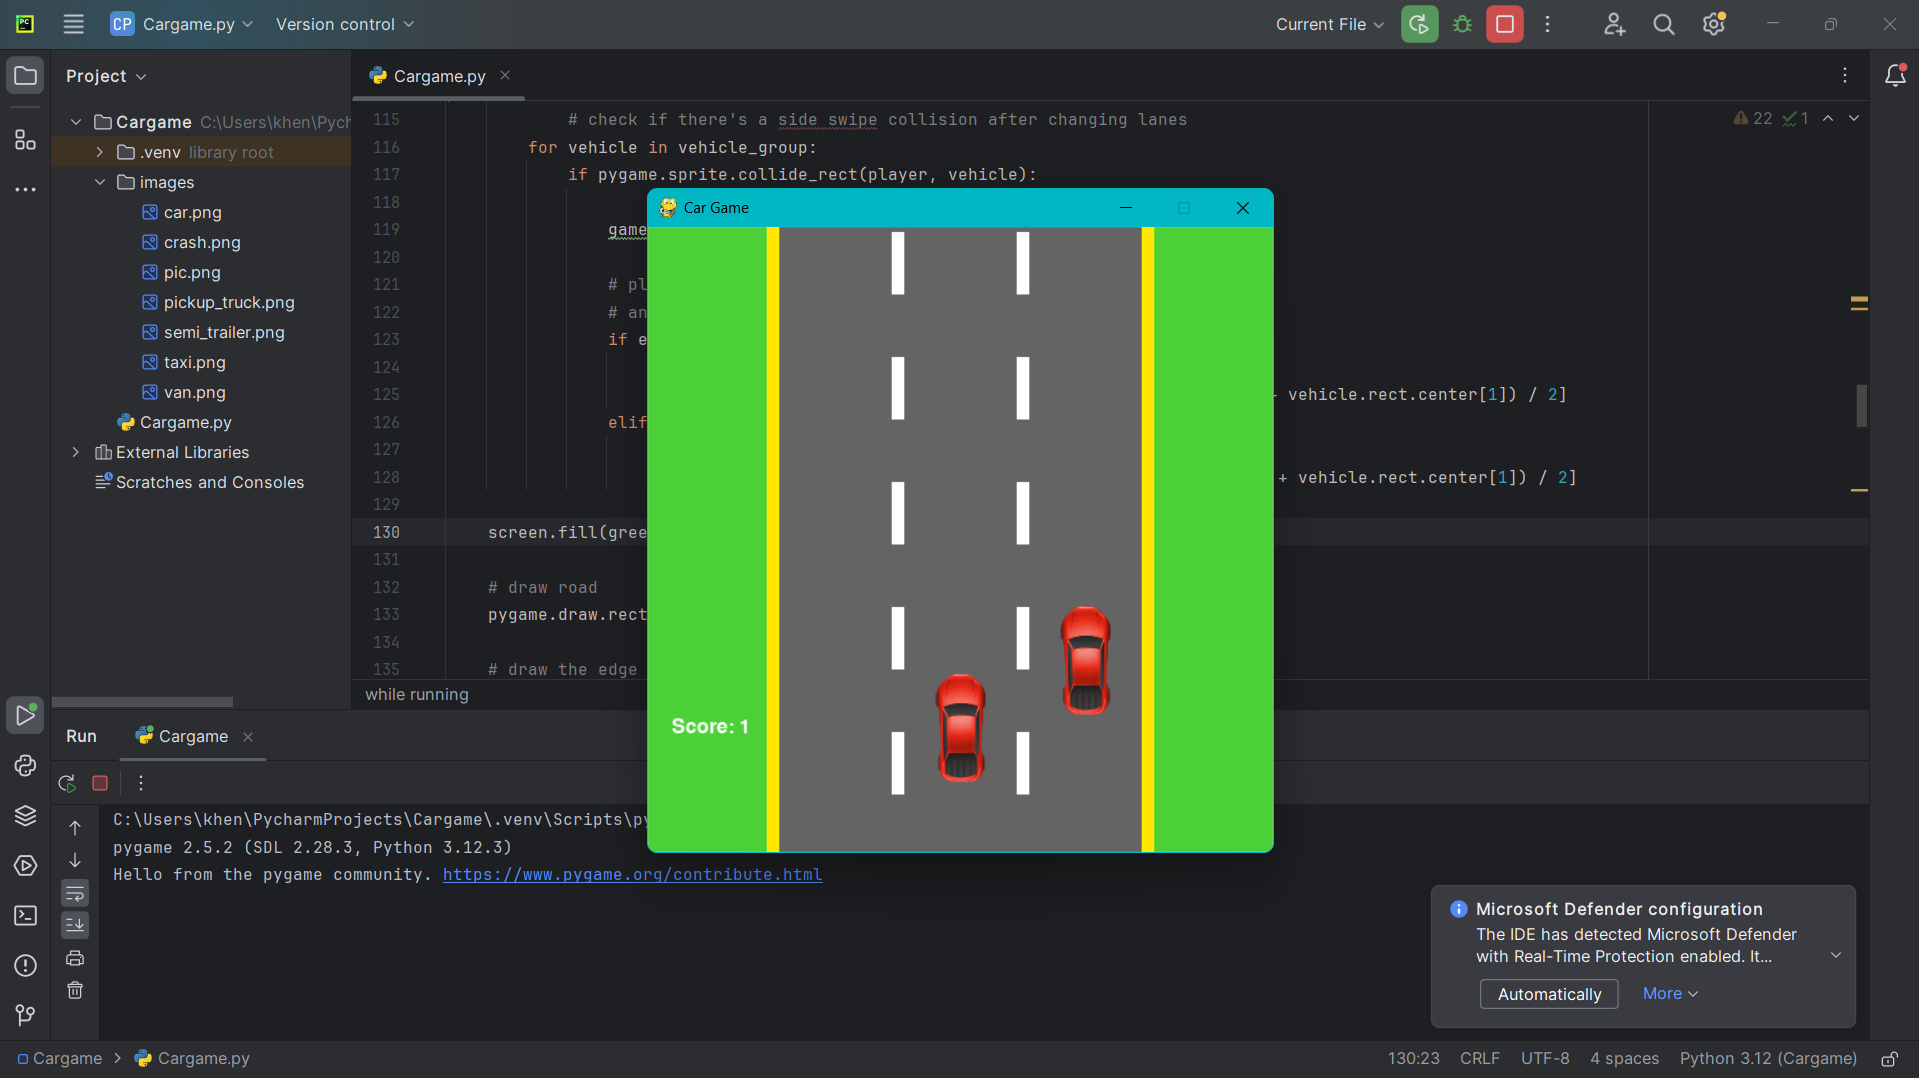 PC
CP Cargame.py
Version control
Current File
Project
Cargame.py
Cargame C:\Users\khen\Pych
.venv library root
images
car.png
crash.png
pic.png
pickup_truck.png
semi_trailer.png
taxi.png
van.png
Cargame.py
External Libraries
Scratches and Consoles
22 1
115 # check if there's a side swipe collision after changing lanes
116 for vehicle in vehicle_group:
117 if pygame.sprite.collide_rect(player, vehicle):
118
119 game
120
121 # pl
122 # an
123 if e
124
125 vehicle.rect.center[1]) / 2]
126 elif
127
128 + vehicle.rect.center[1]) / 2]
129
130 screen.fill(gree
131
132 # draw road
133 pygame.draw.rect
134
135 # draw the edge
while running
Car Game
Score: 1
Run Cargame
C:\Users\khen\PycharmProjects\Cargame\.venv\Scripts\py
pygame 2.5.2 (SDL 2.28.3, Python 3.12.3)
Hello from the pygame community. https://www.pygame.org/contribute.html
Microsoft Defender configuration
The IDE has detected Microsoft Defender
with Real-Time Protection enabled. It...
Automatically More
Cargame > Cargame.py
130:23 CRLF UTF-8 4 spaces Python 3.12 (Cargame)